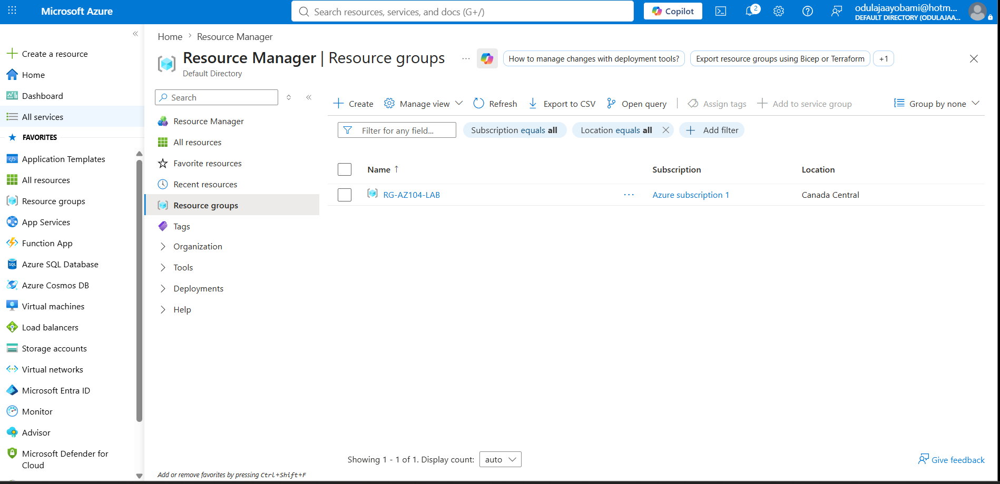 Microsoft Azure
Search resources, services, and docs (G+/)
Copilot
2
odulajaayobami@hotm...
DEFAULT DIRECTORY (ODULAJAA...
Create a resource
Home
Dashboard
All services
FAVORITES
Application Templates
All resources
Resource groups
App Services
Function App
SQL
Azure SQL Database
Azure Cosmos DB
Virtual machines
Load balancers
Storage accounts
Virtual networks
Microsoft Entra ID
Monitor
Advisor
Microsoft Defender for
Cloud
Home > Resource Manager
Resource Manager | Resource groups
...
Default Directory
How to manage changes with deployment tools?
Export resource groups using Bicep or Terraform
+1
Search
Resource Manager
All resources
Favorite resources
Recent resources
Resource groups
Tags
Organization
Tools
Deployments
Help
Add or remove favorites by pressing Ctrl+Shift+F
Create
Manage view
Refresh
Export to CSV
Open query
Assign tags
Add to service group
Group by none
Filter for any field...
Subscription equals all
Location equals all
Add filter
Name ↑ Subscription Location
RG-AZ104-LAB ... Azure subscription 1 Canada Central
Showing 1 - 1 of 1. Display count: auto
Give feedback